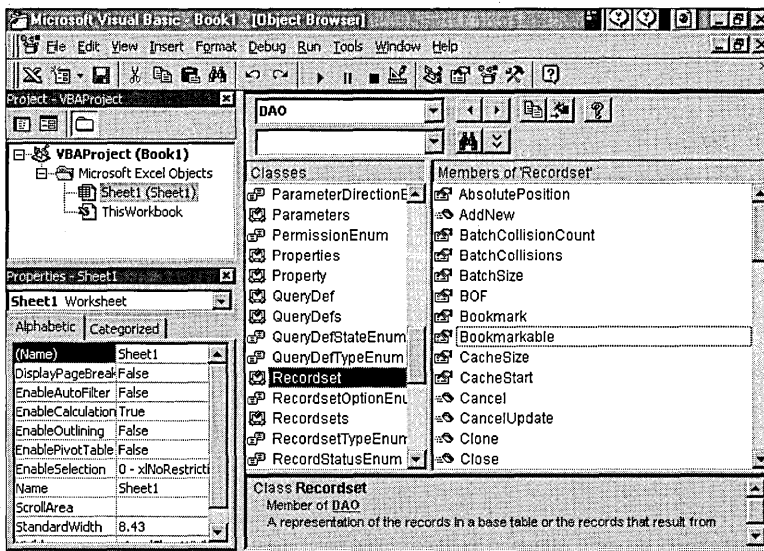 Microsoft Visual Basic - Book1 - [Object Browser]
File Edit View Insert Format Debug Run Tools Window Help
Project - VBAProject
VBAProject (Book1)
Microsoft Excel Objects
Sheet1 (Sheet1)
ThisWorkbook
Properties - Sheet1
Sheet1 Worksheet
Alphabetic Categorized
(Name) Sheet1
DisplayPageBreak False
EnableAutoFilter False
EnableCalculation True
EnableOutlining False
EnablePivotTable False
EnableSelection 0 - xlNoRestricti
Name Sheet1
ScrollArea
StandardWidth 8.43
DAO
Classes
ParameterDirectionE
Parameters
PermissionEnum
Properties
Property
QueryDef
QueryDefs
QueryDefStateEnum
QueryDefTypeEnum
Recordset
RecordsetOptionEnu
Recordsets
RecordsetTypeEnum
RecordStatusEnum
Members of 'Recordset'
AbsolutePosition
AddNew
BatchCollisionCount
BatchCollisions
BatchSize
BOF
Bookmark
Bookmarkable
CacheSize
CacheStart
Cancel
CancelUpdate
Clone
Close
Class Recordset
Member of DAO
A representation of the records in a base table or the records that result from